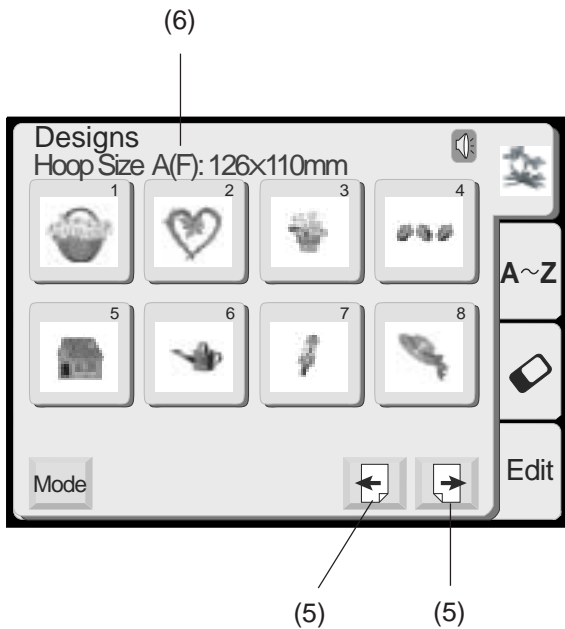 (6)
Designs
Hoop Size A(F): 126×110mm
1 2 3 4
A~Z
5 6 7 8
Mode
Edit
(5) (5)